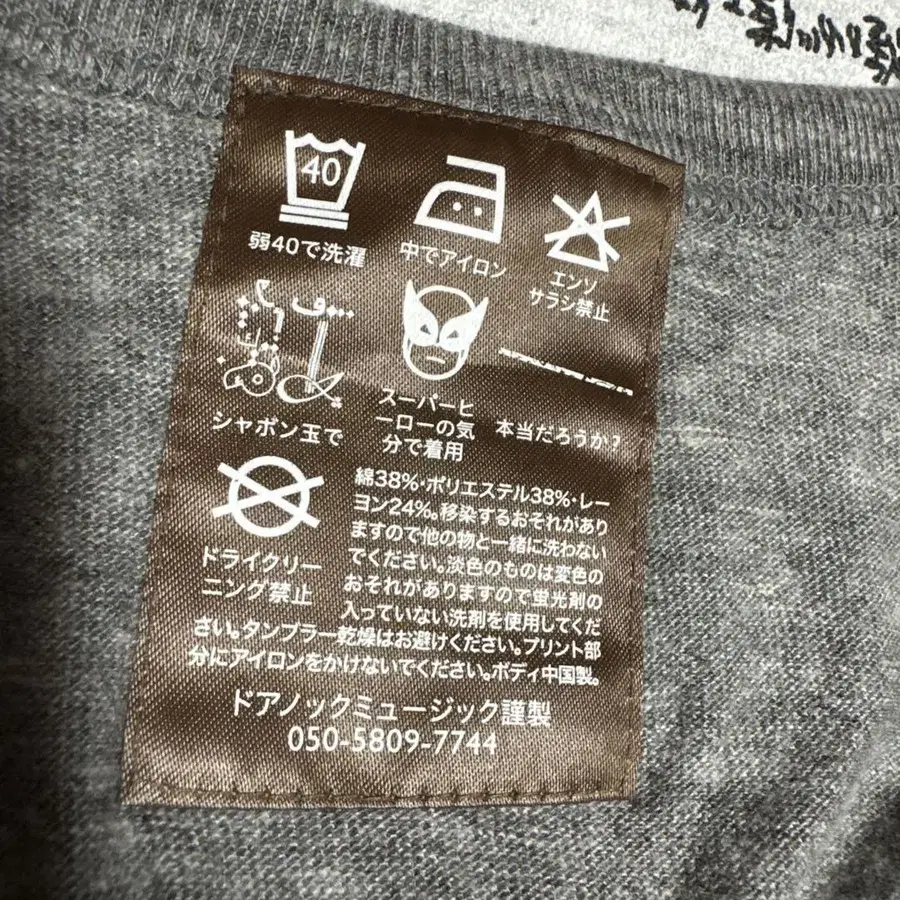 40
弱40で洗濯
中でアイロン
エンソ
サラシ禁止
シャボン玉で
スーパーヒ
ーローの気
分で着用
本当だろうか?
ドライクリー
ニング禁止
綿38%・ポリエステル38%・レー
ヨン24%。移染するおそれがあり
ますので他の物と一緒に洗わない
でください。淡色のものは変色の
おそれがありますので蛍光剤の
入っていない洗剤を使用してくだ
さい。タンブラー乾燥はお避けください。プリント部
分にアイロンをかけないでください。ボディ中国製。
ドアノックミュージック謹製
050-5809-7744